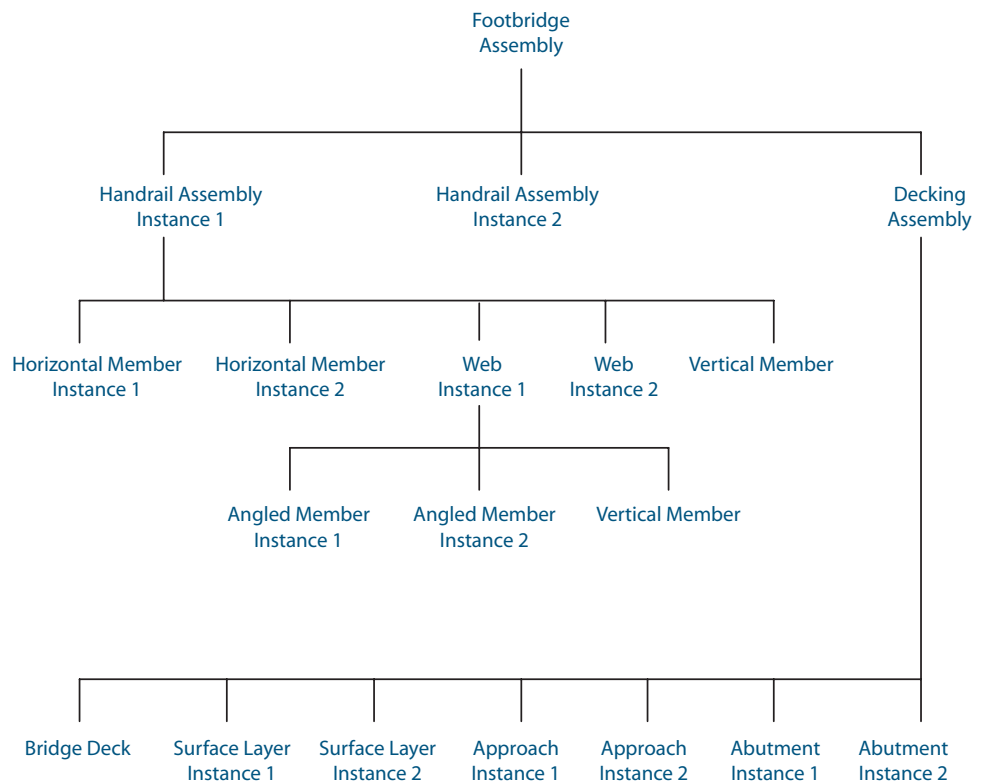 Footbridge
Assembly
Handrail Assembly
Instance 1
Handrail Assembly
Instance 2
Decking
Assembly
Horizontal Member
Instance 1
Horizontal Member
Instance 2
Web
Instance 1
Web
Instance 2
Vertical Member
Angled Member
Instance 1
Angled Member
Instance 2
Vertical Member
Bridge Deck
Surface Layer
Instance 1
Surface Layer
Instance 2
Approach
Instance 1
Approach
Instance 2
Abutment
Instance 1
Abutment
Instance 2